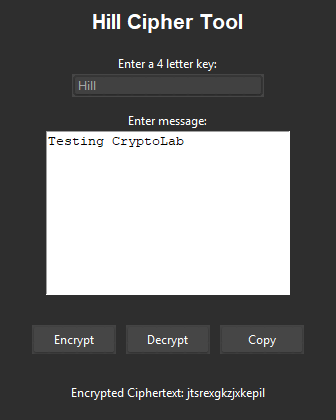 Hill Cipher Tool
Enter a 4 letter key:
Hill
Enter message:
Testing CryptoLab
Encrypt Decrypt Copy
Encrypted Ciphertext: jtsrexgkzjxkepil